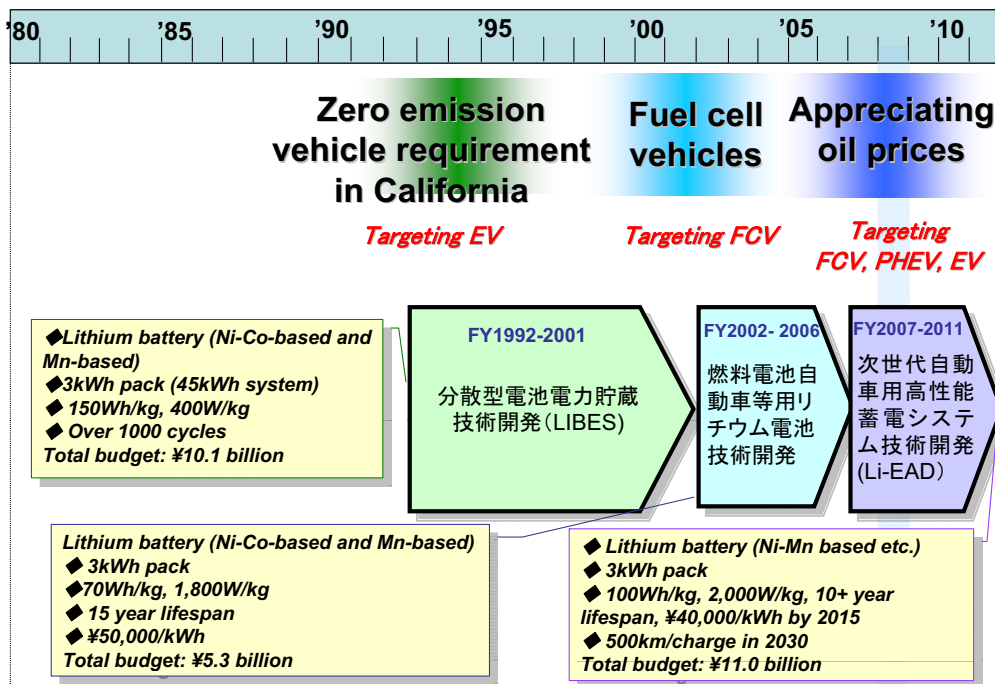 '80 '85 '90 '95 '00 '05 '10
Zero emission
vehicle requirement
in California
Fuel cell
vehicles
Appreciating
oil prices
Targeting EV
Targeting FCV
Targeting
FCV, PHEV, EV
◆Lithium battery (Ni-Co-based and
Mn-based)
◆3kWh pack (45kWh system)
◆ 150Wh/kg, 400W/kg
◆ Over 1000 cycles
Total budget: ¥10.1 billion
FY1992-2001
分散型電池電力貯蔵
技術開発(LIBES)
FY2002- 2006
燃料電池自
動車等用リ
チウム電池
技術開発
FY2007-2011
次世代自動
車用高性能
蓄電システ
ム技術開発
(Li-EAD)
Lithium battery (Ni-Co-based and Mn-based)
◆ 3kWh pack
◆70Wh/kg, 1,800W/kg
◆ 15 year lifespan
◆ ¥50,000/kWh
Total budget: ¥5.3 billion
◆ Lithium battery (Ni-Mn based etc.)
◆ 3kWh pack
◆ 100Wh/kg, 2,000W/kg, 10+ year
lifespan, ¥40,000/kWh by 2015
◆ 500km/charge in 2030
Total budget: ¥11.0 billion